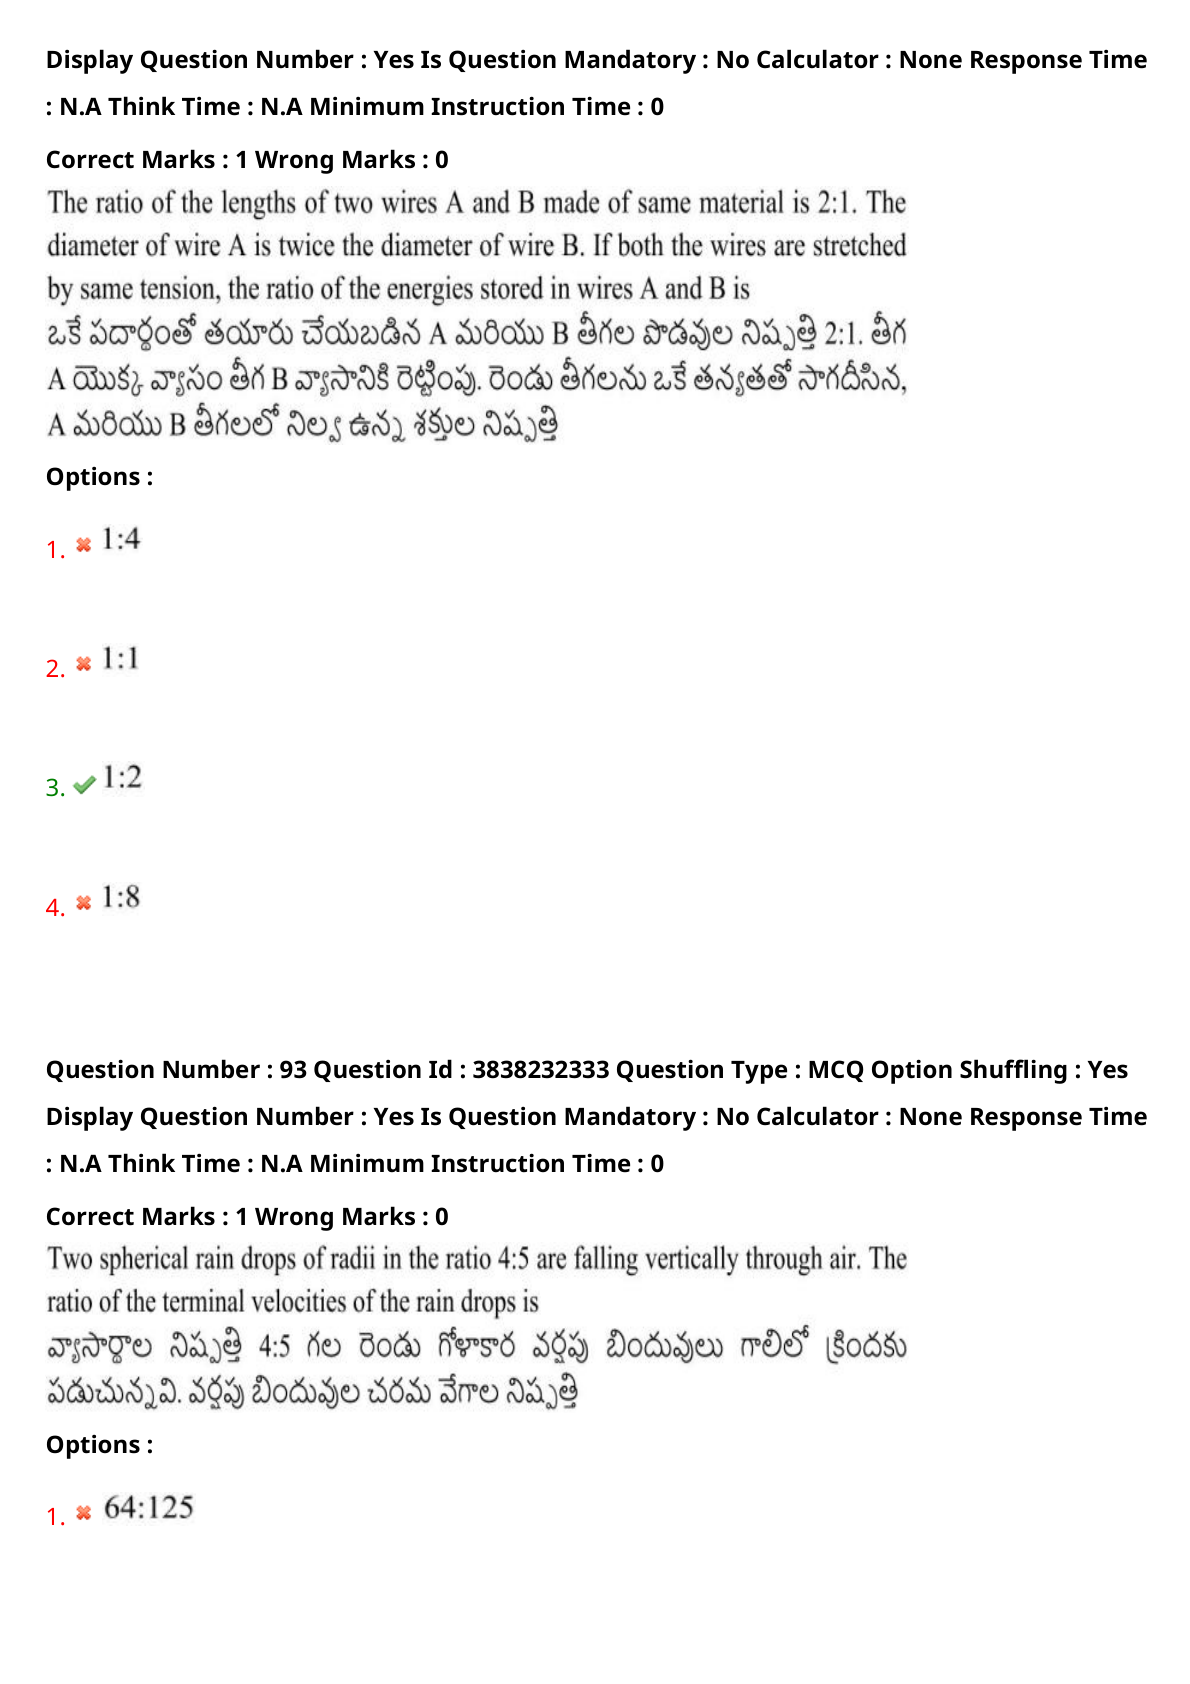 Display Question Number : Yes Is Question Mandatory : No Calculator : None Response Time
: N.A Think Time : N.A Minimum Instruction Time : 0
Correct Marks : 1 Wrong Marks : 0
The ratio of the lengths of two wires A and B made of same material is 2:1. The
diameter of wire A is twice the diameter of wire B. If both the wires are stretched
by same tension, the ratio of the energies stored in wires A and B is
ఒకే పదార్థంతో తయారు చేయబడిన A మరియు B తీగల పొడవుల నిష్పత్తి 2:1. తీగ
A యొక్క వ్యాసం తీగ B వ్యాసానికి రెట్టింపు. రెండు తీగలను ఒకే తన్యతతో సాగదీసిన,
A మరియు B తీగలలో నిల్వ ఉన్న శక్తుల నిష్పత్తి
Options :
1. 1:4
2. 1:1
3. 1:2
4. 1:8
Question Number : 93 Question Id : 3838232333 Question Type : MCQ Option Shuffling : Yes
Display Question Number : Yes Is Question Mandatory : No Calculator : None Response Time
: N.A Think Time : N.A Minimum Instruction Time : 0
Correct Marks : 1 Wrong Marks : 0
Two spherical rain drops of radii in the ratio 4:5 are falling vertically through air. The
ratio of the terminal velocities of the rain drops is
వ్యాసార్థాల నిష్పత్తి 4:5 గల రెండు గోళాకార వర్షపు బిందువులు గాలిలో క్రిందకు
పడుచున్నవి. వర్షపు బిందువుల చరమ వేగాల నిష్పత్తి
Options :
1. 64:125